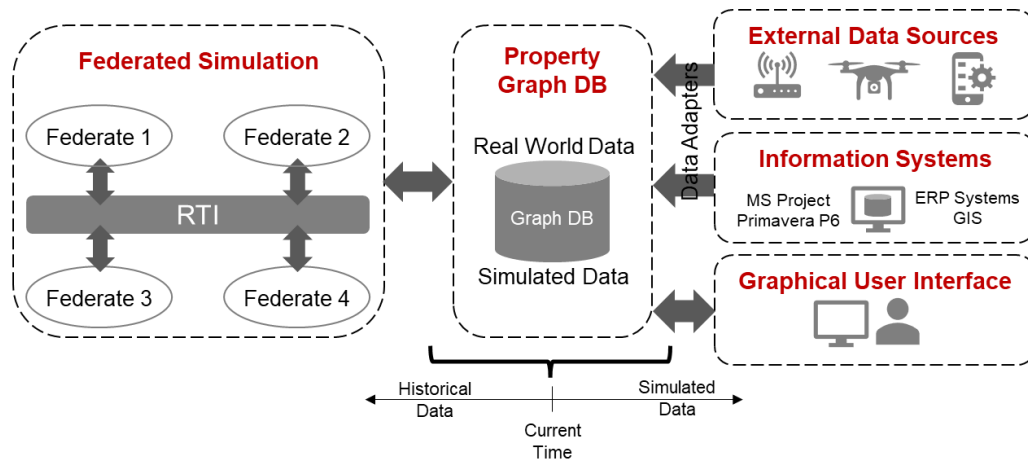 Federated Simulation
Federate 1
Federate 2
RTI
Federate 3
Federate 4
Property
Graph DB
Real World Data
Graph DB
Simulated Data
Data Adapters
External Data Sources
Information Systems
MS Project
Primavera P6
ERP Systems
GIS
Graphical User Interface
Historical
Data
Simulated
Data
Current
Time